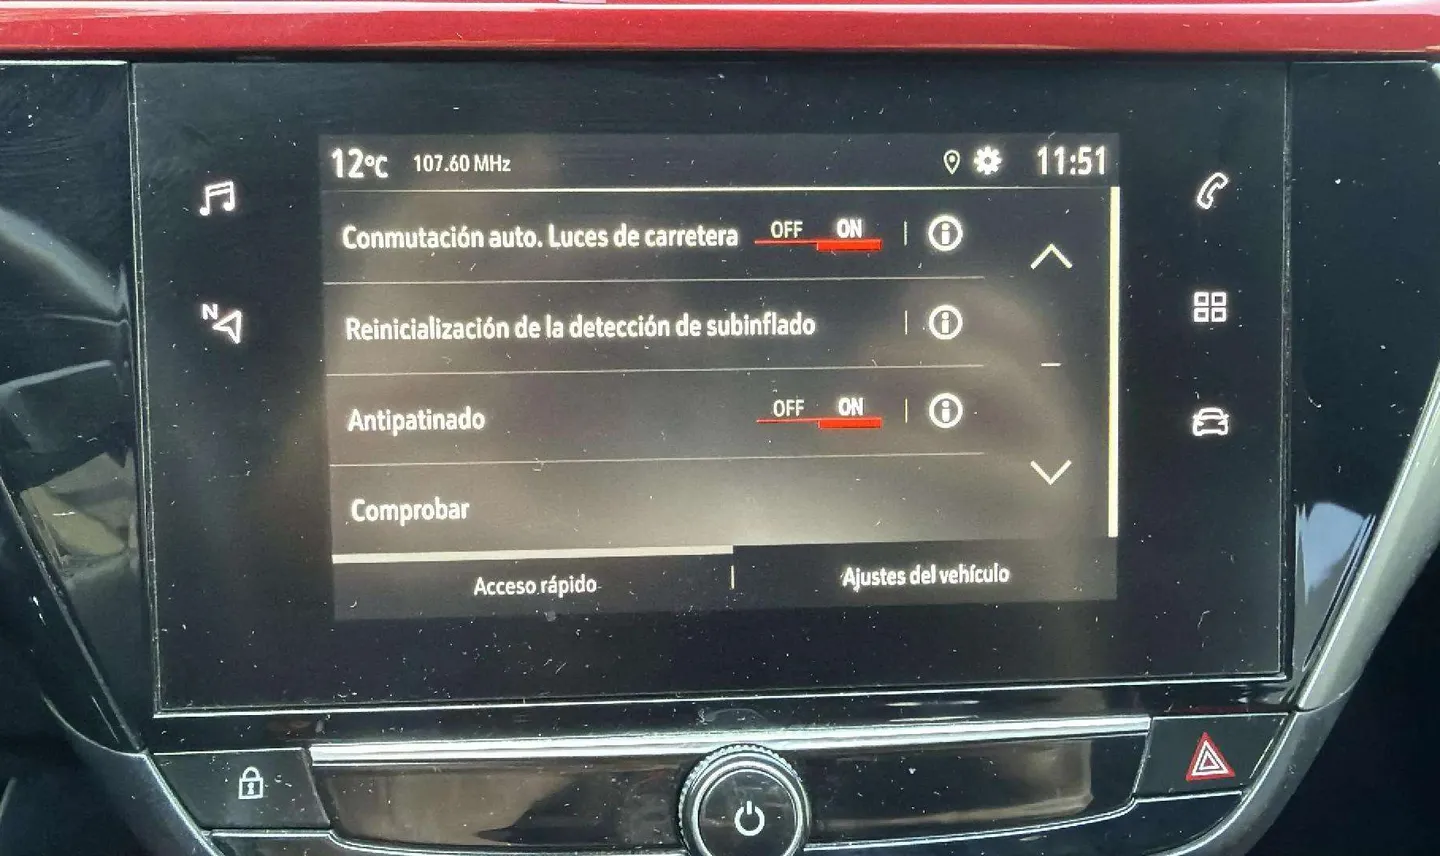 12°C 107.60 MHz 11:51
Conmutación auto. Luces de carretera OFF ON
Reinicialización de la detección de subinflado
N
Antipatinado OFF ON
Comprobar
Acceso rápido Ajustes del vehículo